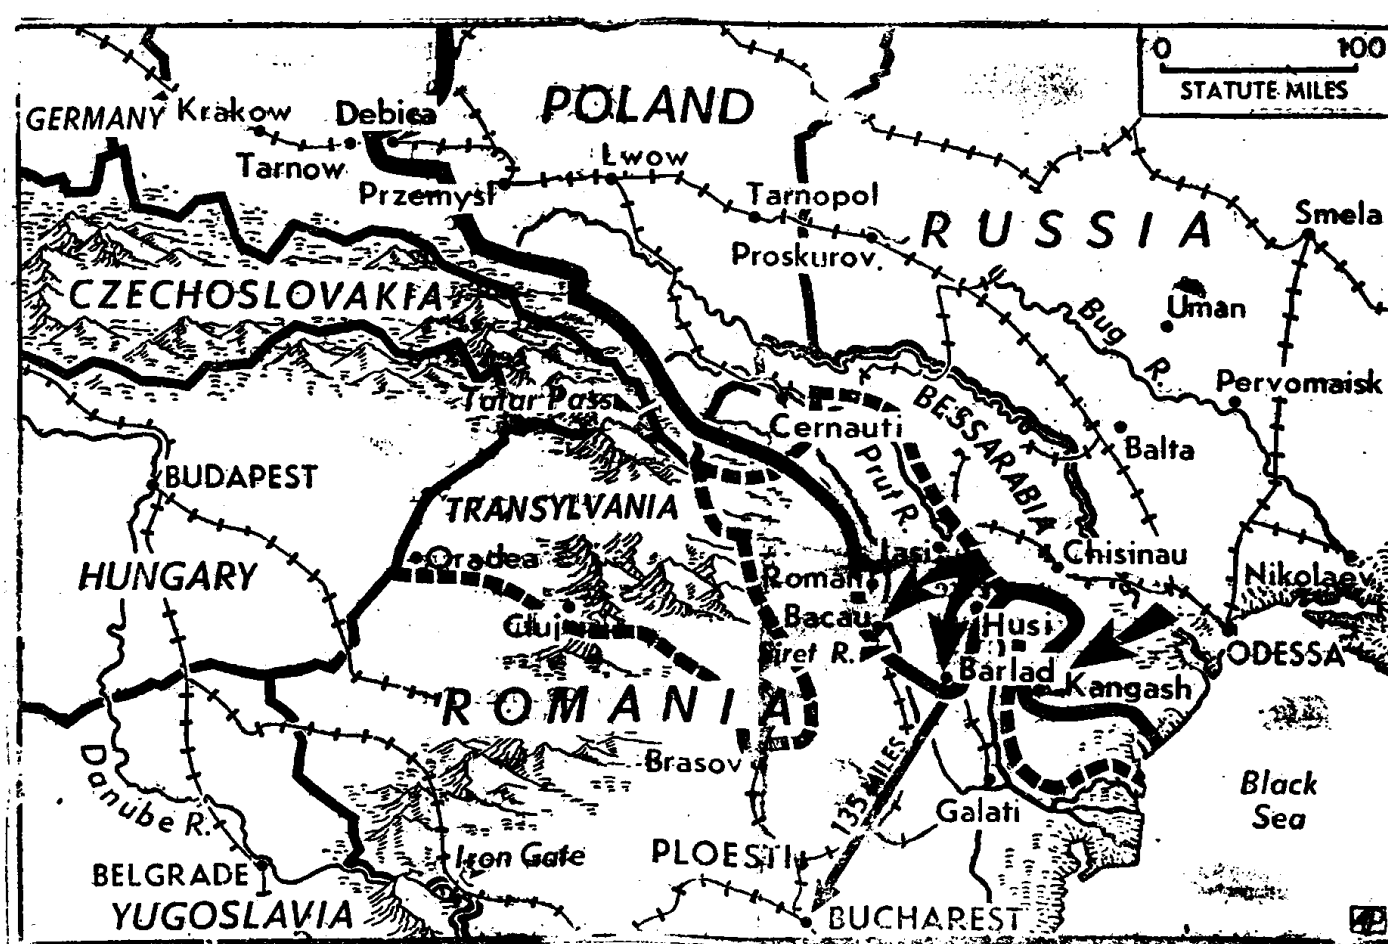 0 100
STATUTE MILES
GERMANY
Krakow
Debica
POLAND
Tarnow
Przemysl
Lwow
Tarnopol
Proskurov.
RUSSIA
Smela
CZECHOSLOVAKIA
Bug R.
Uman
Pervomaisk
Tatar Pass
Cernauti
BESSARABIA
Balta
Prut R.
BUDAPEST
TRANSYLVANIA
Oradea
Iasi
Chisinau
HUNGARY
Roman
Nikolaev
Cluj
Bacau
Husi
Siret R.
Barlad
ODESSA
Kangash
ROMANIA
Brasov
135 MILES
Danube R.
Galati
Black
Sea
Iron Gate
PLOESTI
BELGRADE
YUGOSLAVIA
BUCHAREST
AP